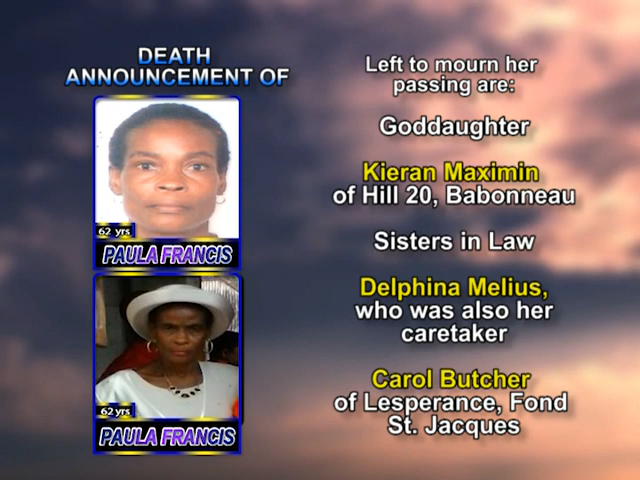 DEATH
ANNOUNCEMENT OF
62 yrs
PAULA FRANCIS
62 yrs
PAULA FRANCIS
Left to mourn her
passing are:
Goddaughter
Kieran Maximin
of Hill 20, Babonneau
Sisters in Law
Delphina Melius,
who was also her
caretaker
Carol Butcher
of Lesperance, Fond
St. Jacques